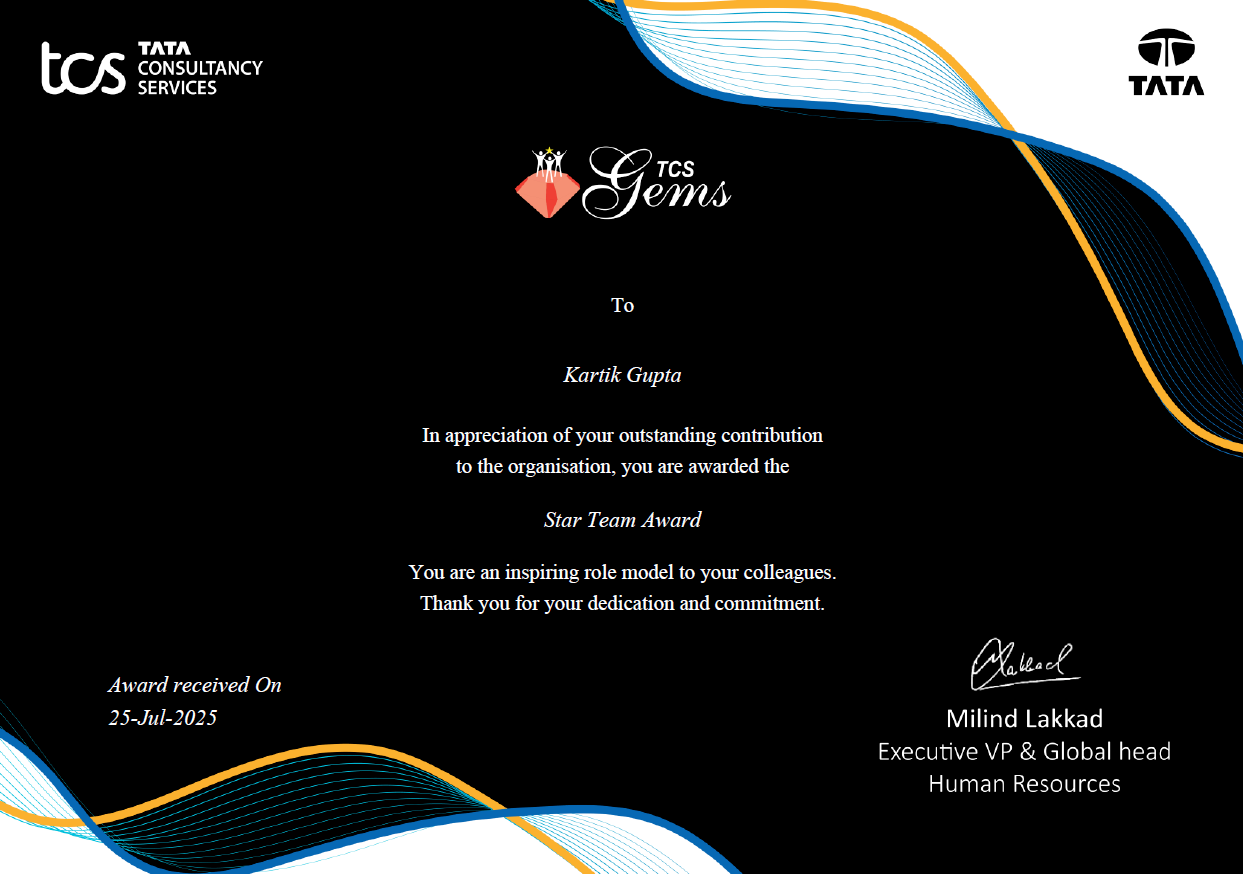 tcs TATA
CONSULTANCY
SERVICES
TATA
TCS
Gems
To
Kartik Gupta
In appreciation of your outstanding contribution
to the organisation, you are awarded the
Star Team Award
You are an inspiring role model to your colleagues.
Thank you for your dedication and commitment.
Award received On
25-Jul-2025
Lakkad
Milind Lakkad
Executive VP & Global head
Human Resources